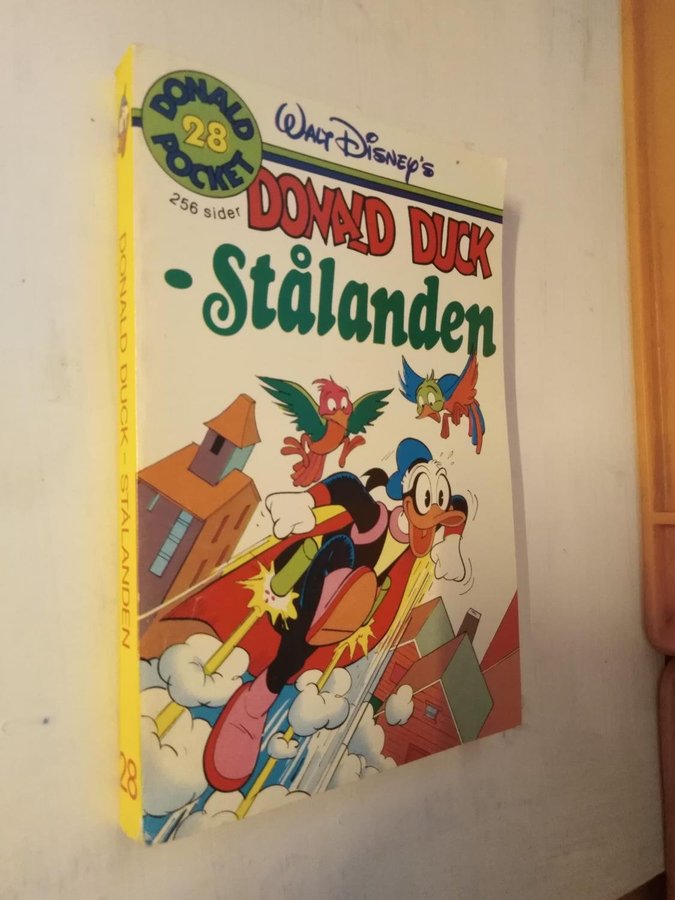 DONALD
28
POCKET
WALT DISNEY'S
256 sider
DONALD DUCK
-Stålanden
DONALD DUCK - STÅLANDEN
28